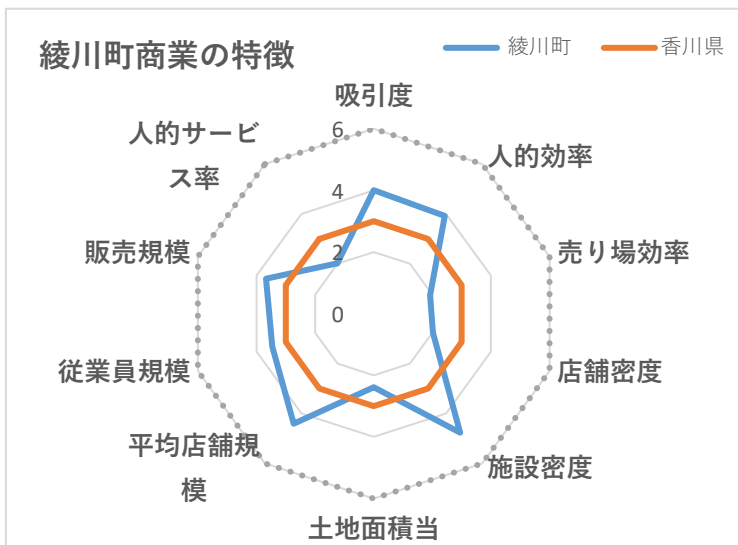 綾川町商業の特徴
綾川町
香川県
吸引度
人的効率
売り場効率
店舗密度
施設密度
土地面積当
平均店舗規
模
従業員規模
販売規模
人的サービ
ス率
6
4
2
0